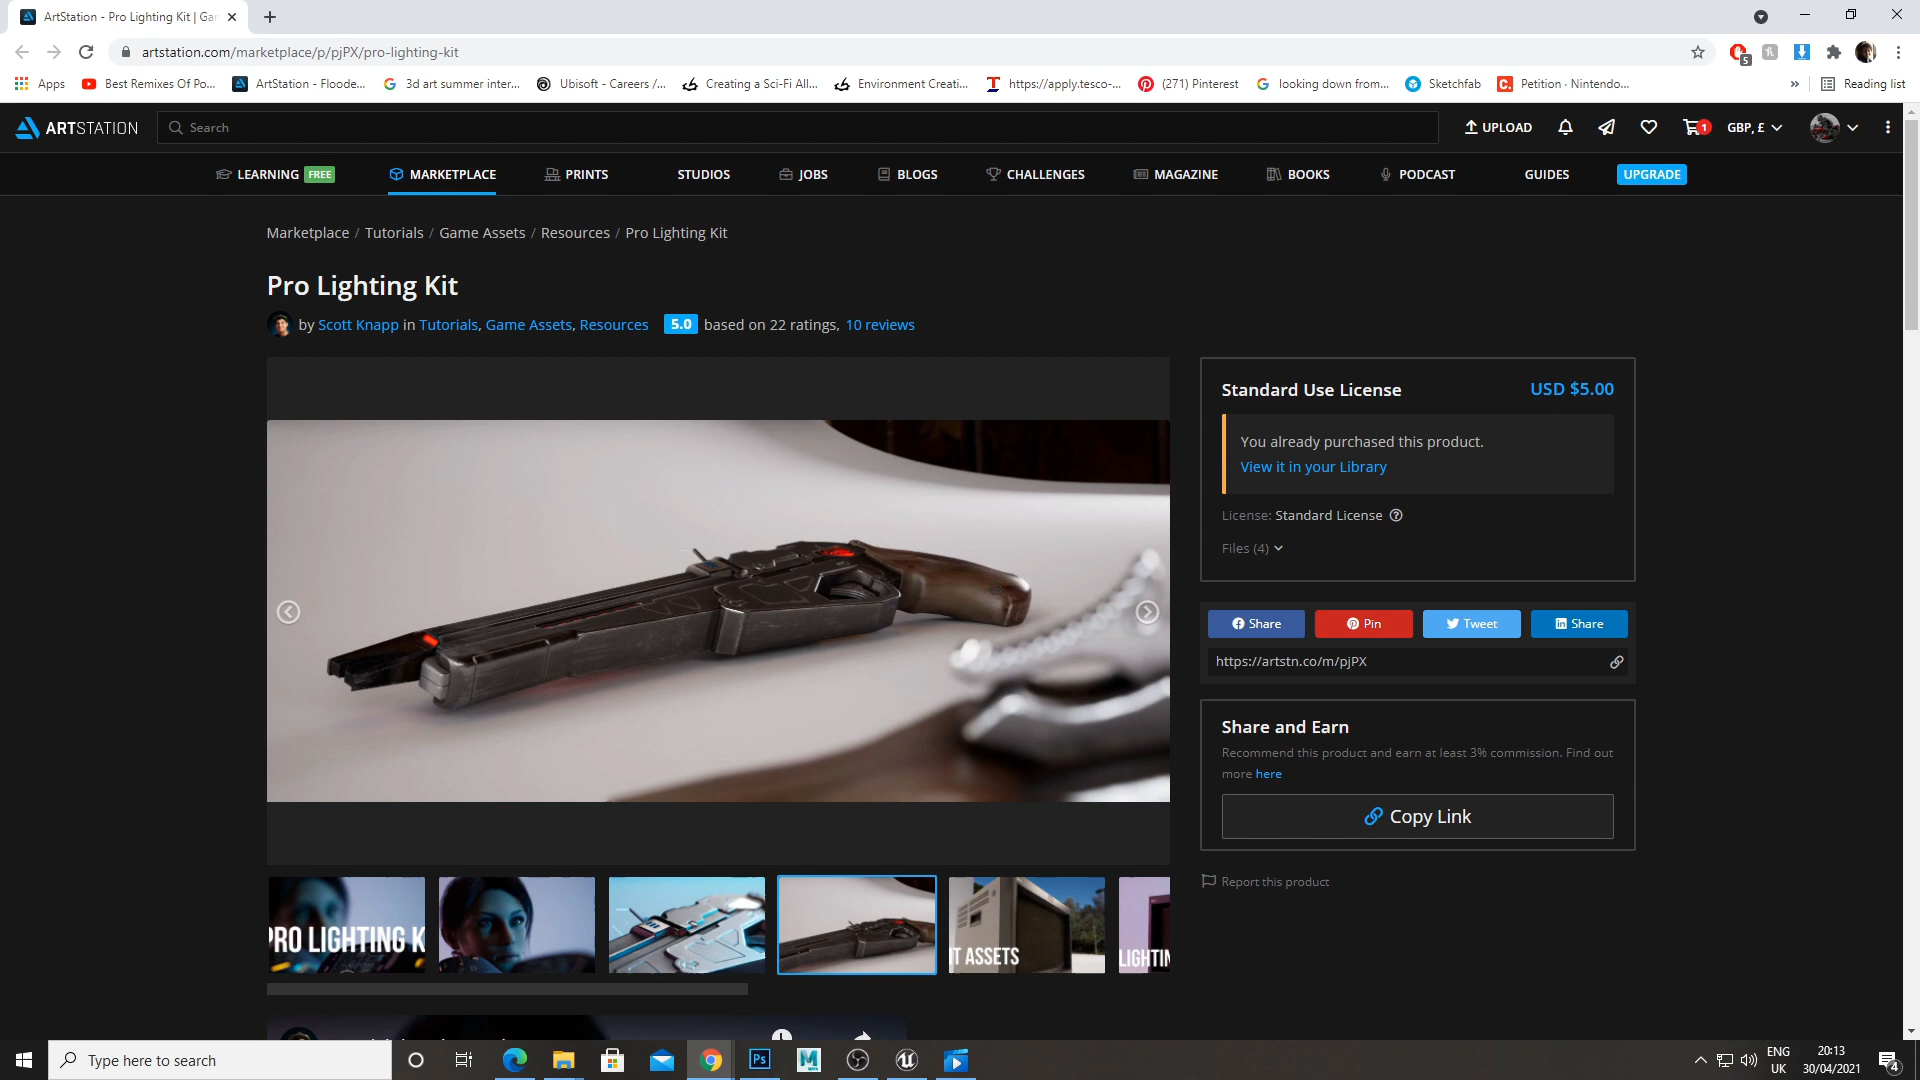 ArtStation - Pro Lighting Kit | Gar
artstation.com/marketplace/p/pjPX/pro-lighting-kit
5
Apps
Best Remixes Of Po...
ArtStation - Floode...
3d art summer inter...
Ubisoft - Careers /...
Creating a Sci-Fi All...
Environment Creati...
https://apply.tesco-...
(271) Pinterest
looking down from...
Sketchfab
Petition · Nintendo...
»
Reading list
ARTSTATION
Search
UPLOAD
1
GBP, £
LEARNING FREE
MARKETPLACE
PRINTS
STUDIOS
JOBS
BLOGS
CHALLENGES
MAGAZINE
BOOKS
PODCAST
GUIDES
UPGRADE
Marketplace / Tutorials / Game Assets / Resources / Pro Lighting Kit
Pro Lighting Kit
by Scott Knapp in Tutorials, Game Assets, Resources 5.0 based on 22 ratings, 10 reviews
Standard Use License USD $5.00
You already purchased this product.
View it in your Library
License: Standard License
Files (4)
Share
Pin
Tweet
Share
https://artstn.co/m/pjPX
Share and Earn
Recommend this product and earn at least 3% commission. Find out
more here
Copy Link
Report this product
PRO LIGHTING K
T ASSETS
LIGHTIN
Type here to search
Ps
M
ENG
UK
20:13
30/04/2021
4